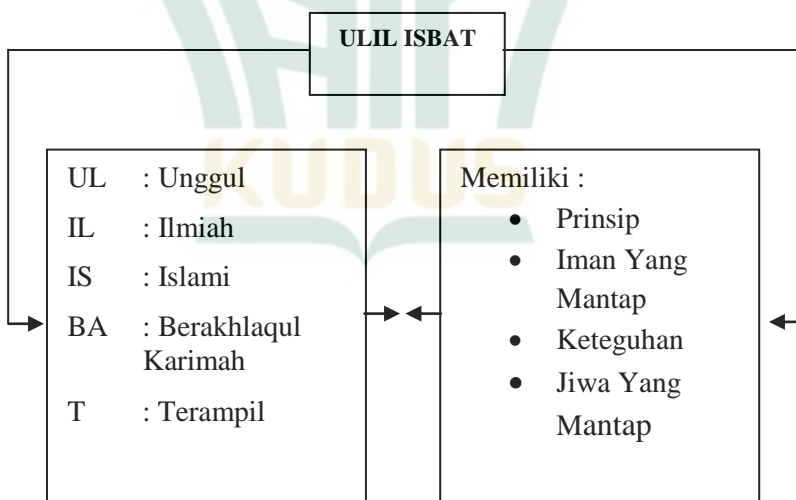 ULIL ISBAT
KUDUS
UL : Unggul
IL : Ilmiah
IS : Islami
BA : Berakhlaqul
Karimah
T : Terampil
Memiliki :
• Prinsip
• Iman Yang
Mantap
• Keteguhan
• Jiwa Yang
Mantap